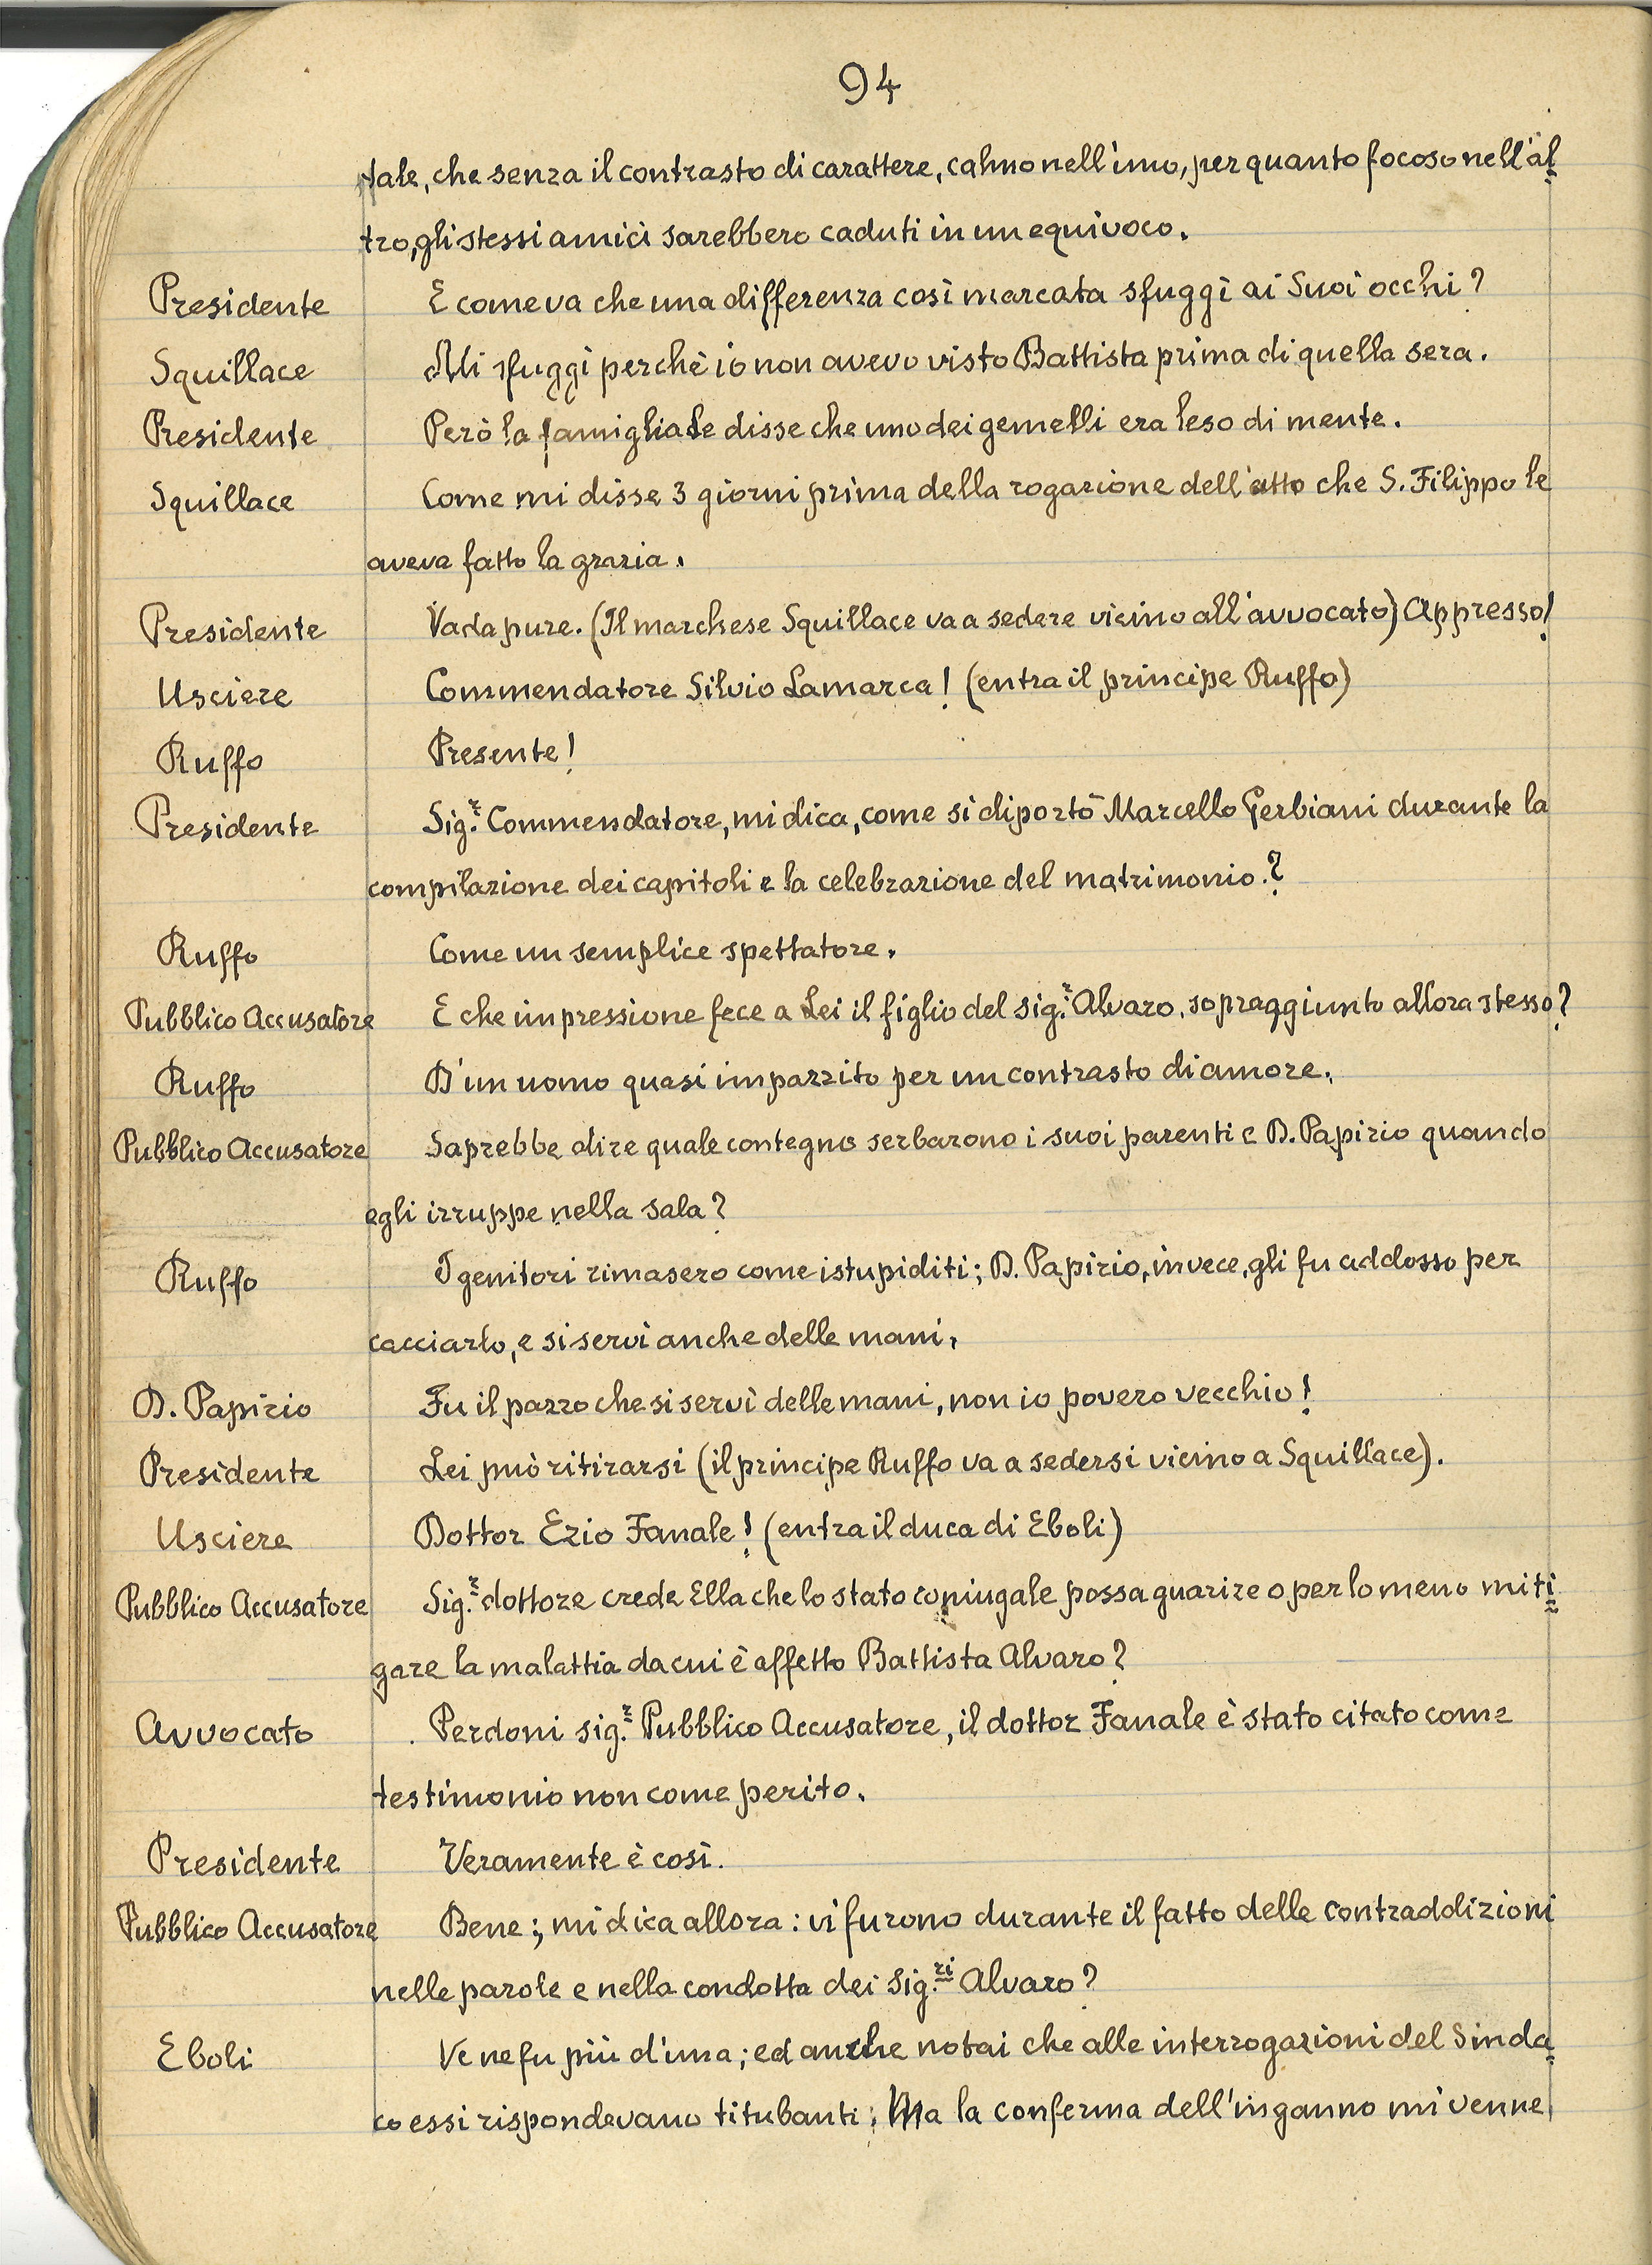 94
tale, che senza il contrasto di carattere, calmo nell'uno, per quanto focoso nell'al=
tro, gli stessi amici sarebbero caduti in un equivoco.
Presidente E come va che una differenza così marcata sfuggì ai Suoi occhi?
Squillace Mi sfuggì perchè io non avevo visto Battista prima di quella sera.
Presidente Però la famiglia le disse che uno dei gemelli era leso di mente.
Squillace Come mi disse 3 giorni prima della rogazione dell'atto che S. Filippo le
aveva fatto la grazia.
Presidente Vada pure. (Il marchese Squillace va a sedere vicino all'avvocato) Appresso!
Usciere Commendatore Silvio Lamarca! (entra il principe Ruffo)
Ruffo Presente!
Presidente Sig.r Commendatore, mi dica, come si diportò Marcello Gerbiani durante la
compilazione dei capitoli e la celebrazione del matrimonio.?
Ruffo Come un semplice spettatore.
Pubblico Accusatore E che impressione fece a Lei il figlio del sig.r Alvaro, sopraggiunto allora stesso?
Ruffo D'un uomo quasi impazzito per un contrasto di amore.
Pubblico Accusatore Saprebbe dire quale contegno serbarono i suoi parenti e D. Papirio quando
egli irruppe nella sala?
Ruffo I genitori rimasero come istupiditi; D. Papirio, invece, gli fu addosso per
cacciarlo, e si servì anche delle mani.
D. Papirio Fu il pazzo che si servì delle mani, non io povero vecchio!
Presidente Lei può ritirarsi (il principe Ruffo va a sedersi vicino a Squillace).
Usciere Dottor Ezio Fanale! (entra il duca di Eboli)
Pubblico Accusatore Sig.r dottore crede Ella che lo stato coniugale possa guarire o per lo meno miti=
gare la malattia da cui è affetto Battista Alvaro?
Avvocato Perdoni sig.r Pubblico Accusatore, il dottor Fanale è stato citato come
testimonio non come perito.
Presidente Veramente è così.
Pubblico Accusatore Bene; mi dica allora: vi furono durante il fatto delle contraddizioni
nelle parole e nella condotta dei Sig.ri Alvaro?
Eboli Ve ne fu più d'una; ed anche notai che alle interrogazioni del Sinda=
co essi rispondevano titubanti; Ma la conferma dell'inganno mi venne